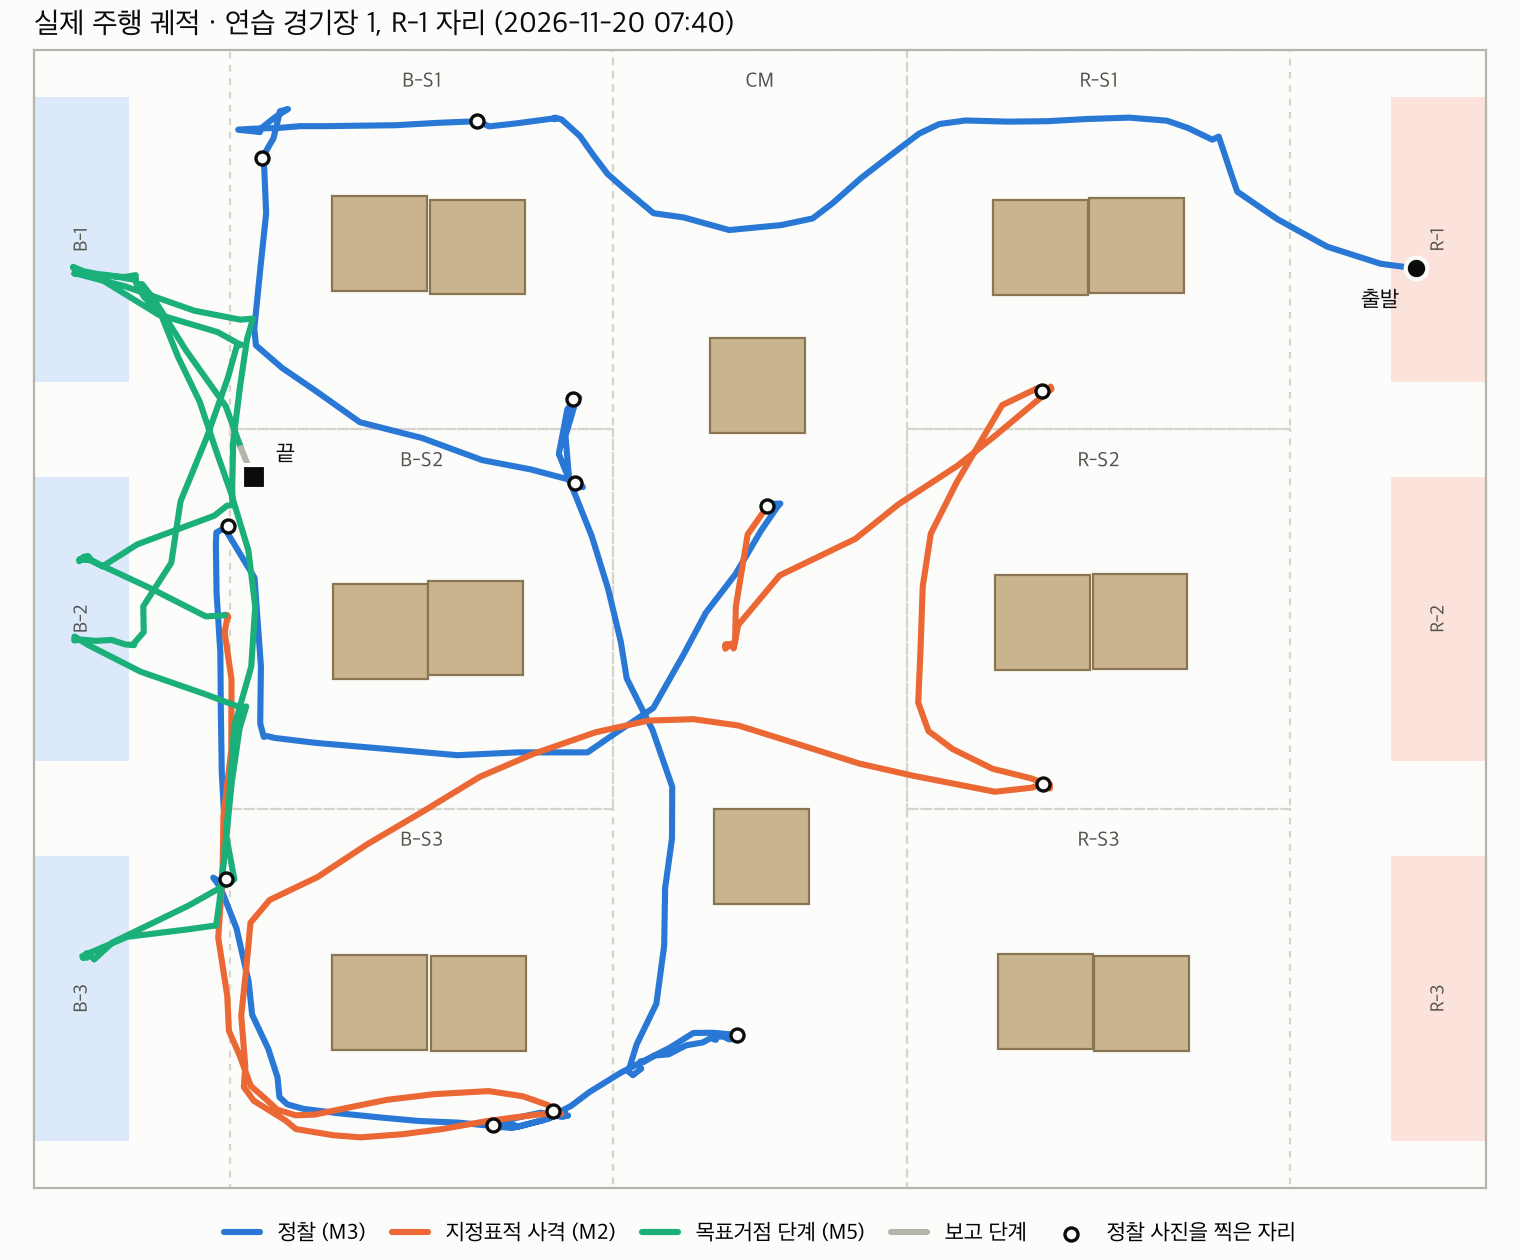 실제 주행 궤적 · 연습 경기장 1, R-1 자리 (2026-11-20 07:40)
B-S1
CM
R-S1
B-1
R-1
출발
끝
B-S2
R-S2
B-2
R-2
B-S3
R-S3
B-3
R-3
정찰 (M3)
지정표적 사격 (M2)
목표거점 단계 (M5)
보고 단계
정찰 사진을 찍은 자리